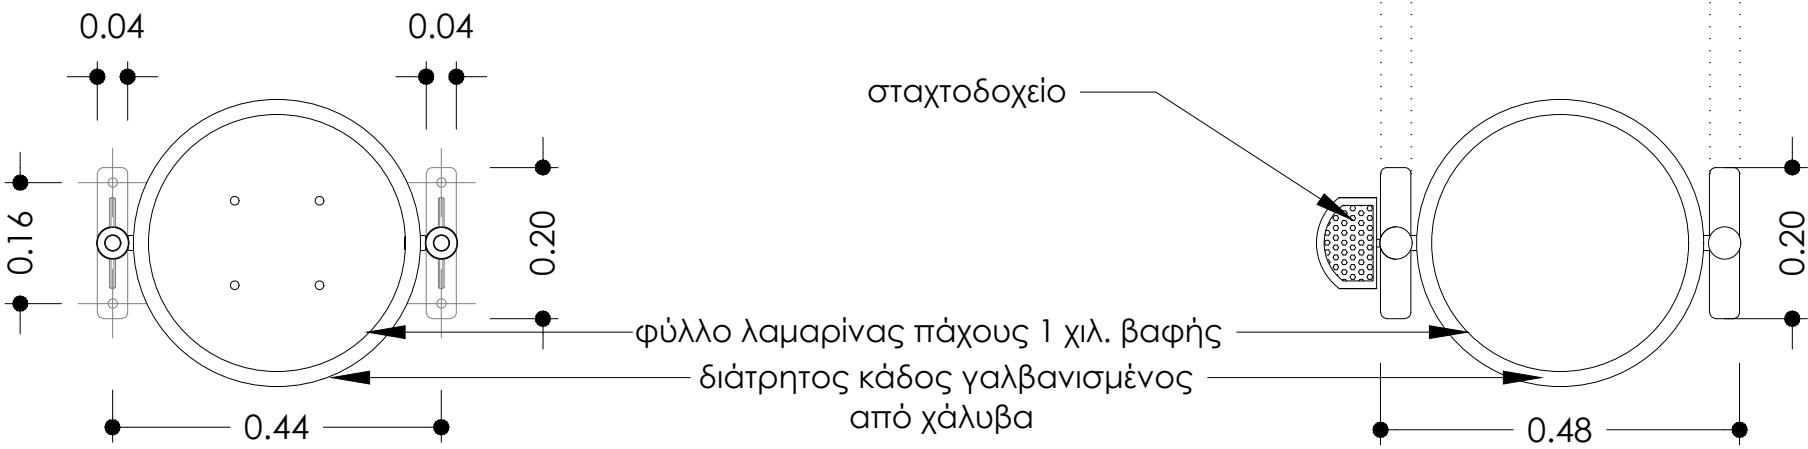 0.04
0.04
σταχτοδοχείο
0.16
0.20
0.20
φύλλο λαμαρίνας πάχους 1 χιλ. βαφής
διάτρητος κάδος γαλβανισμένος
από χάλυβα
0.44
0.48